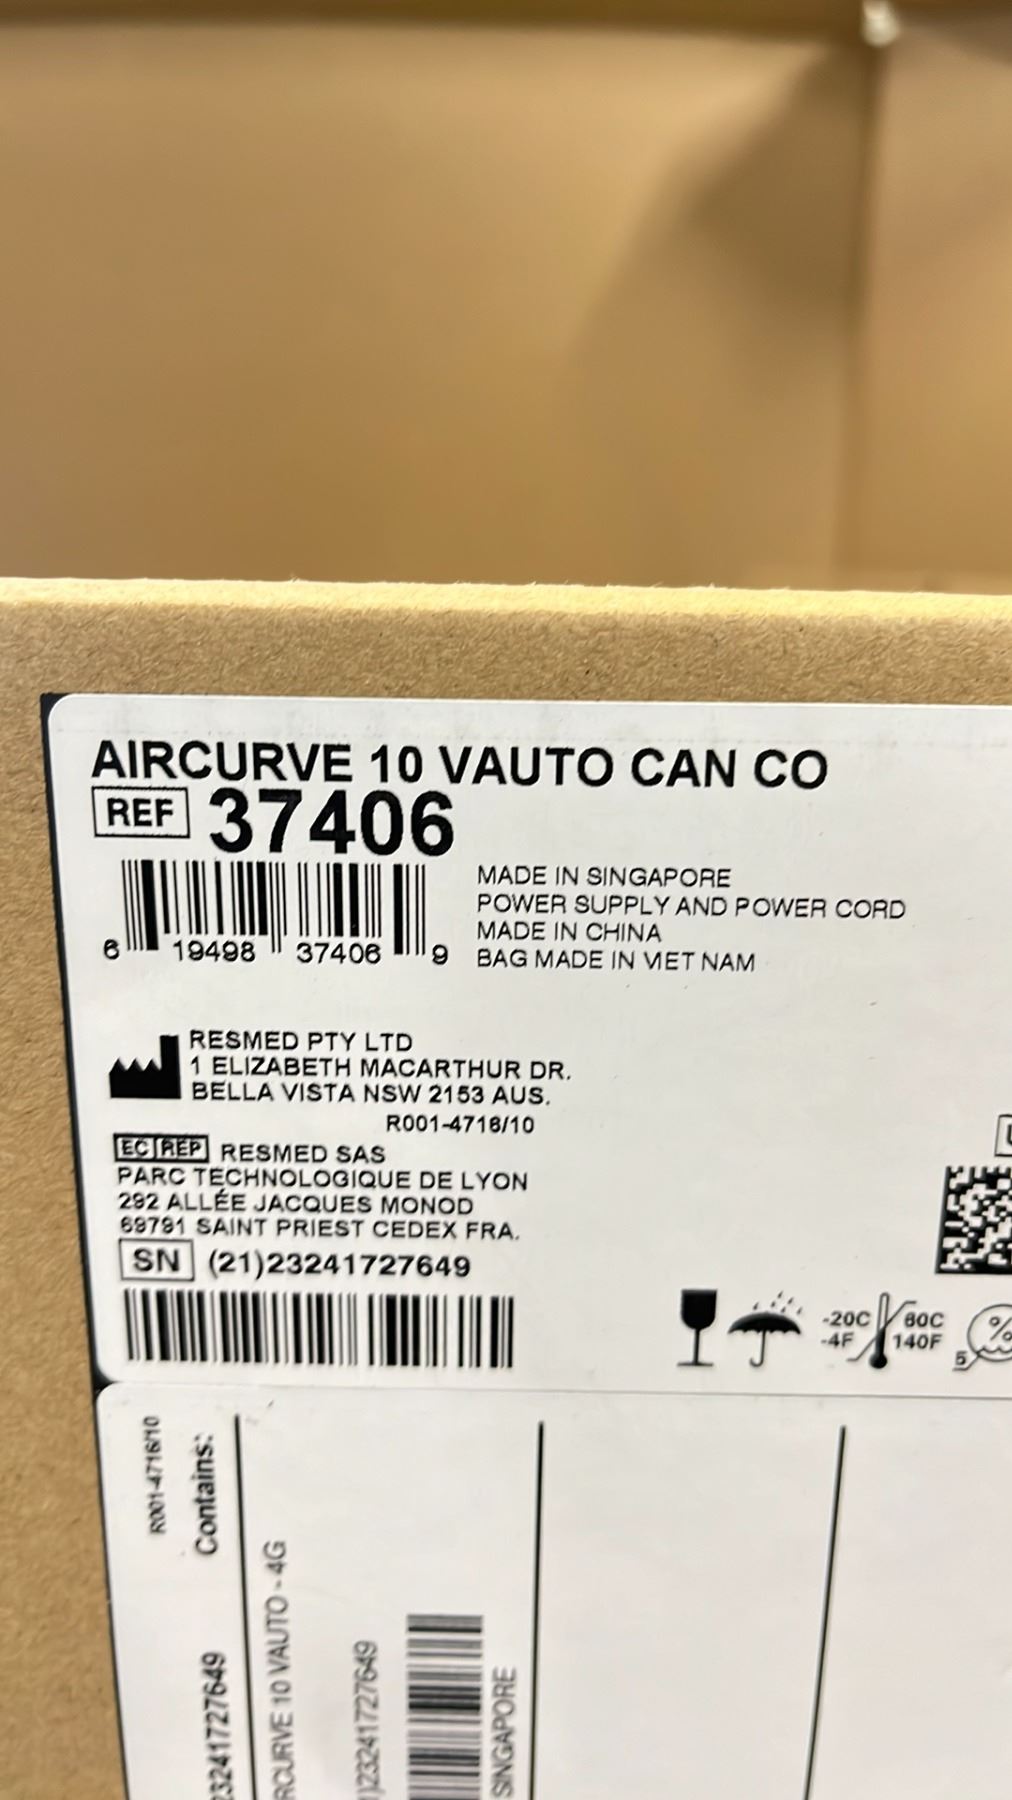 AIRCURVE 10 VAUTO CAN CO
REF 37406
6 19498 37406 9
MADE IN SINGAPORE
POWER SUPPLY AND POWER CORD
MADE IN CHINA
BAG MADE IN VIET NAM
RESMED PTY LTD
1 ELIZABETH MACARTHUR DR.
BELLA VISTA NSW 2153 AUS.
R001-4716/10
EC REP RESMED SAS
PARC TECHNOLOGIQUE DE LYON
292 ALLÉE JACQUES MONOD
69791 SAINT PRIEST CEDEX FRA.
SN (21)23241727649
-20C
-4F
60C
140F
5
%
R001-4716/10
Contains:
23241727649
RCURVE 10 VAUTO - 4G
)23241727649
SINGAPORE